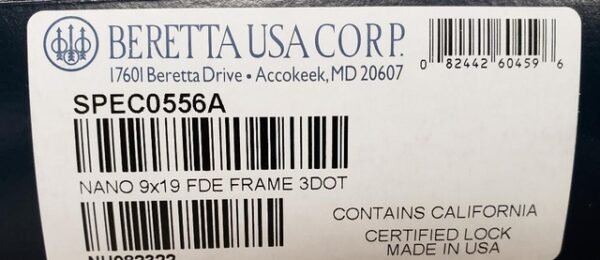 BERETTA USA CORP.
17601 Beretta Drive • Accokeek, MD 20607
0 82442 60459 6
SPEC0556A
NANO 9x19 FDE FRAME 3DOT
CONTAINS CALIFORNIA
CERTIFIED LOCK
MADE IN USA